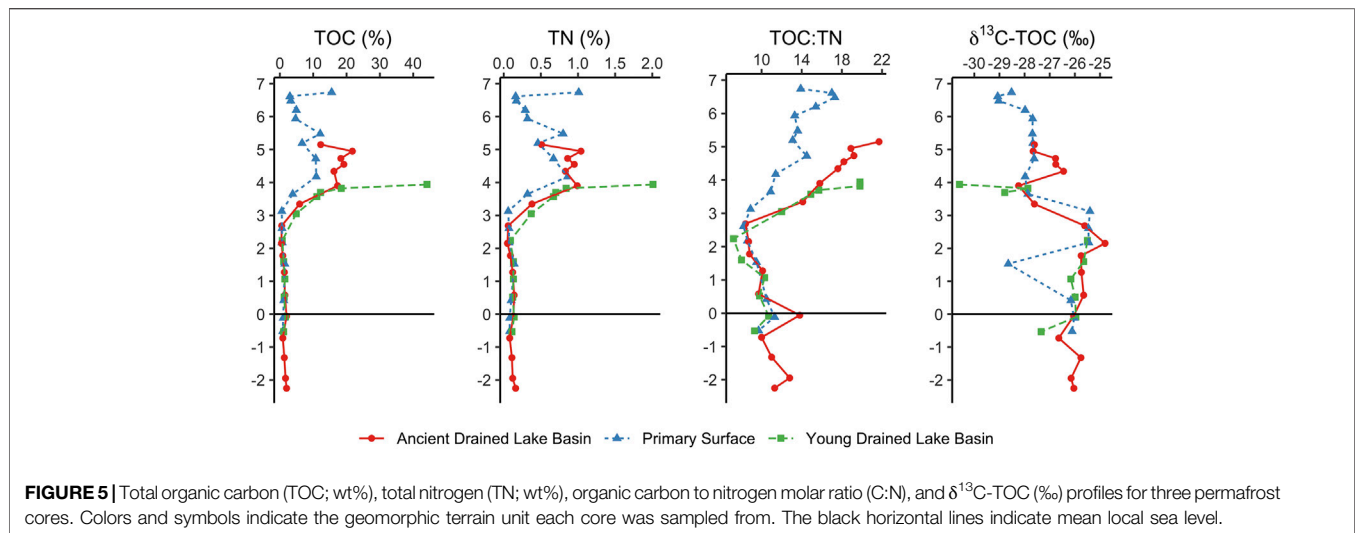 TOC (%) TN (%) TOC:TN δ¹³C-TOC (‰)
0 10 20 30 40 0.0 0.5 1.0 1.5 2.0 10 14 18 22 -30 -29 -28 -27 -26 -25
7 7 7 7
6 6 6 6
5 5 5 5
4 4 4 4
3 3 3 3
2 2 2 2
1 1 1 1
0 0 0 0
-1 -1 -1 -1
-2 -2 -2 -2
Ancient Drained Lake Basin Primary Surface Young Drained Lake Basin
FIGURE 5 | Total organic carbon (TOC; wt%), total nitrogen (TN; wt%), organic carbon to nitrogen molar ratio (C:N), and δ¹³C-TOC (‰) profiles for three permafrost
cores. Colors and symbols indicate the geomorphic terrain unit each core was sampled from. The black horizontal lines indicate mean local sea level.